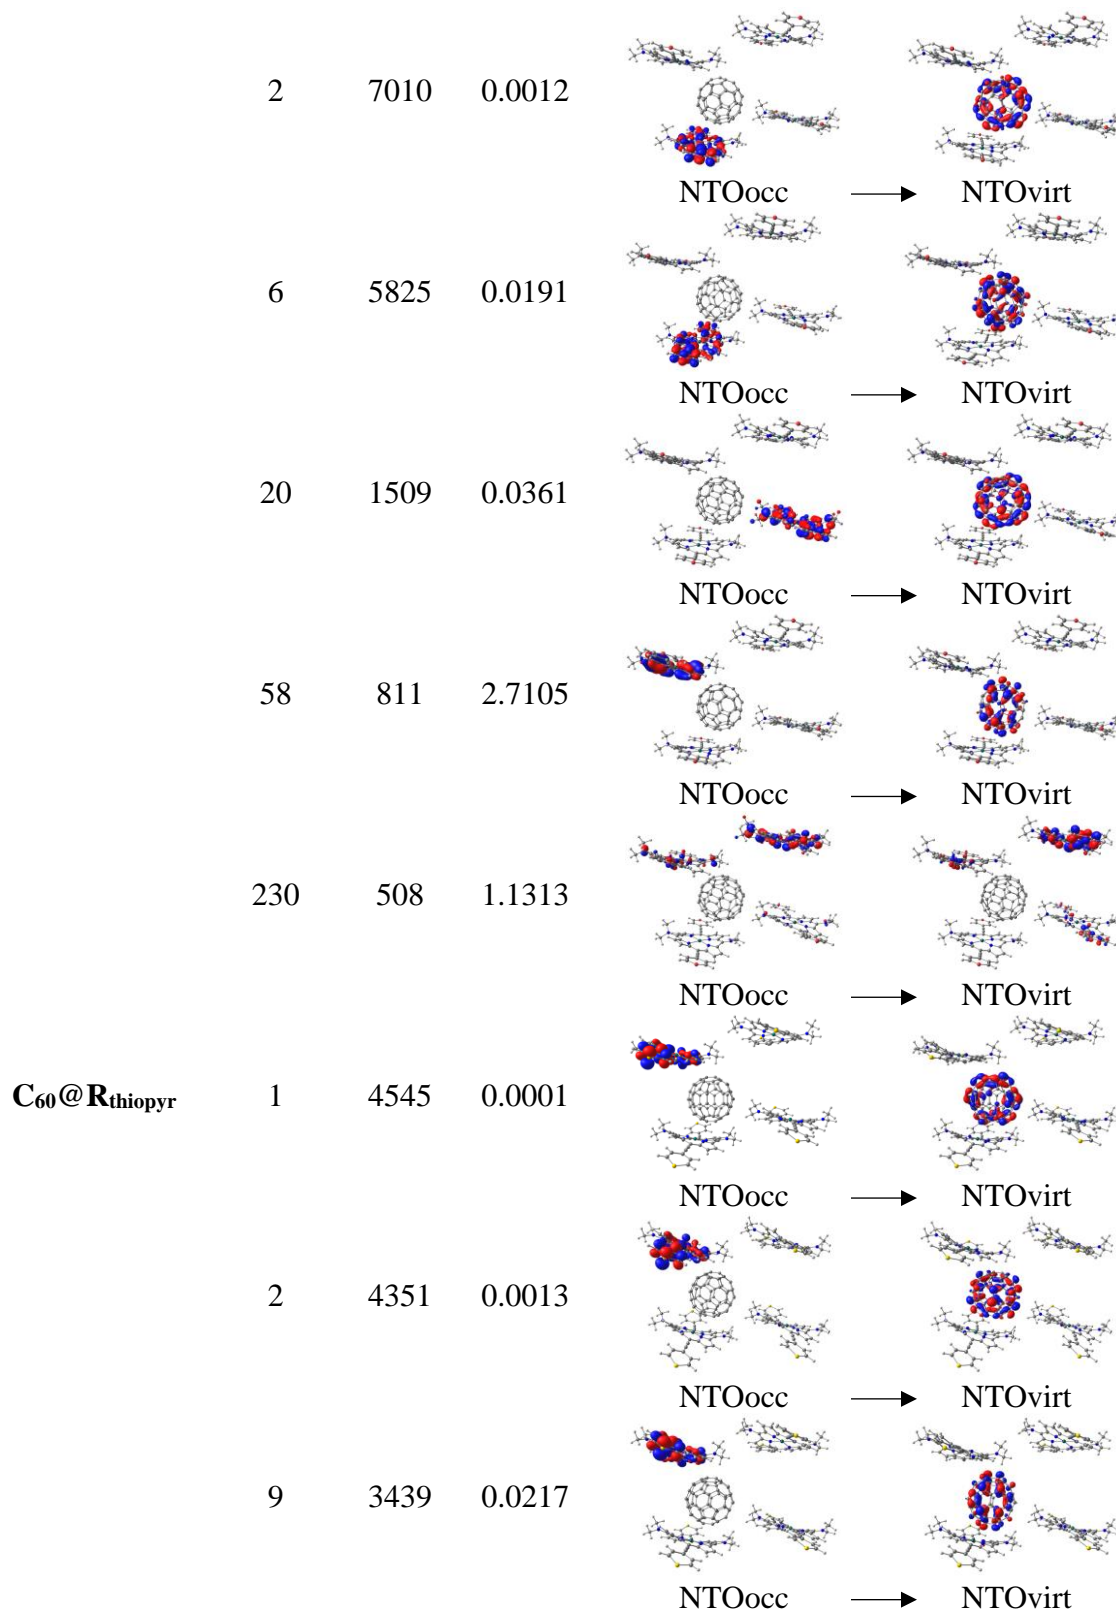 2 7010 0.0012
NTOocc ⟶ NTOvirt
6 5825 0.0191
NTOocc ⟶ NTOvirt
20 1509 0.0361
NTOocc ⟶ NTOvirt
58 811 2.7105
NTOocc ⟶ NTOvirt
230 508 1.1313
NTOocc ⟶ NTOvirt
C₆₀@Rthiopyr 1 4545 0.0001
NTOocc ⟶ NTOvirt
2 4351 0.0013
NTOocc ⟶ NTOvirt
9 3439 0.0217
NTOocc ⟶ NTOvirt